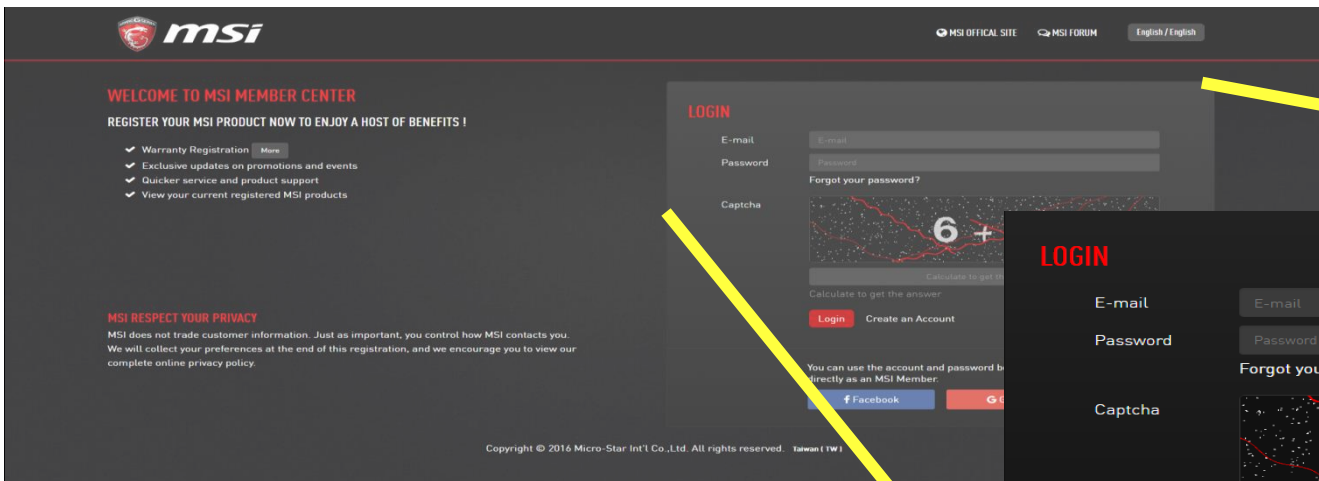 msi
MSI OFFICAL SITE MSI FORUM English / English
WELCOME TO MSI MEMBER CENTER
REGISTER YOUR MSI PRODUCT NOW TO ENJOY A HOST OF BENEFITS !
Warranty Registration More
Exclusive updates on promotions and events
Quicker service and product support
View your current registered MSI products
MSI RESPECT YOUR PRIVACY
MSI does not trade customer information. Just as important, you control how MSI contacts you.
We will collect your preferences at the end of this registration, and we encourage you to view our
complete online privacy policy.
LOGIN
E-mail E-mail
Password Password
Forgot your password?
Captcha 6 +
Calculate to get th
Calculate to get the answer
Login Create an Account
You can use the account and password b
directly as an MSI Member.
Facebook G
Copyright © 2016 Micro-Star Int'l Co.,Ltd. All rights reserved. Taiwan ( TW )
LOGIN
E-mail E-mail
Password Password
Forgot you
Captcha